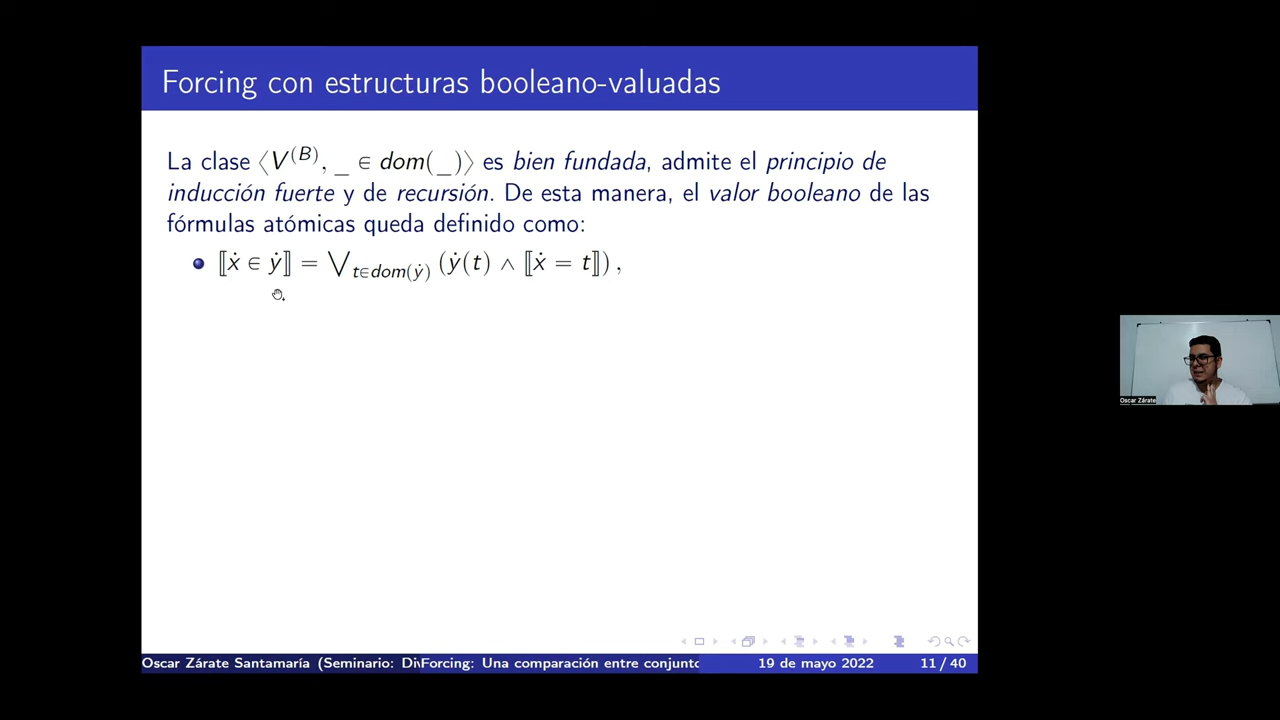 Forcing con estructuras booleano-valuadas
La clase ⟨V^(B), _ ∈ dom(_)⟩ es bien fundada, admite el principio de
inducción fuerte y de recursión. De esta manera, el valor booleano de las
fórmulas atómicas queda definido como:
⟦ẋ ∈ ẏ⟧ = ⋁_{t∈dom(ẏ)} (ẏ(t) ∧ ⟦ẋ = t⟧),
Oscar Zárate
Oscar Zárate Santamaría (Seminario: Di Forcing: Una comparación entre conjunto 19 de mayo 2022 11 / 40